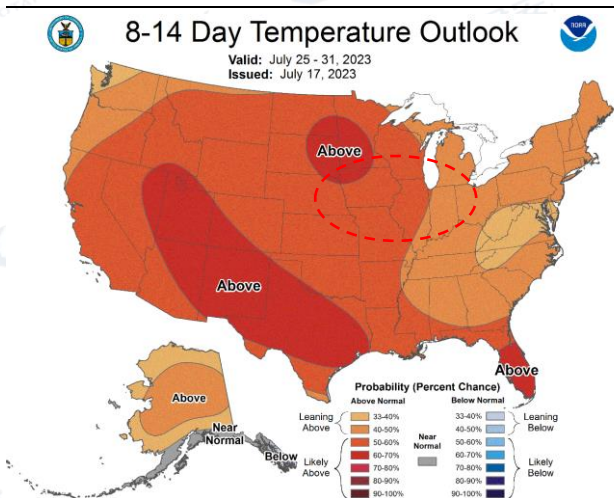 8-14 Day Temperature Outlook
Valid: July 25 - 31, 2023
Issued: July 17, 2023
NOAA
Above
Above
Above
Above
Near
Normal
Below
Probability (Percent Chance)
Above Normal
Below Normal
Leaning
Above
33-40%
40-50%
Likely
Above
50-60%
60-70%
70-80%
80-90%
90-100%
Near
Normal
33-40%
40-50%
Leaning
Below
50-60%
60-70%
70-80%
80-90%
90-100%
Likely
Below